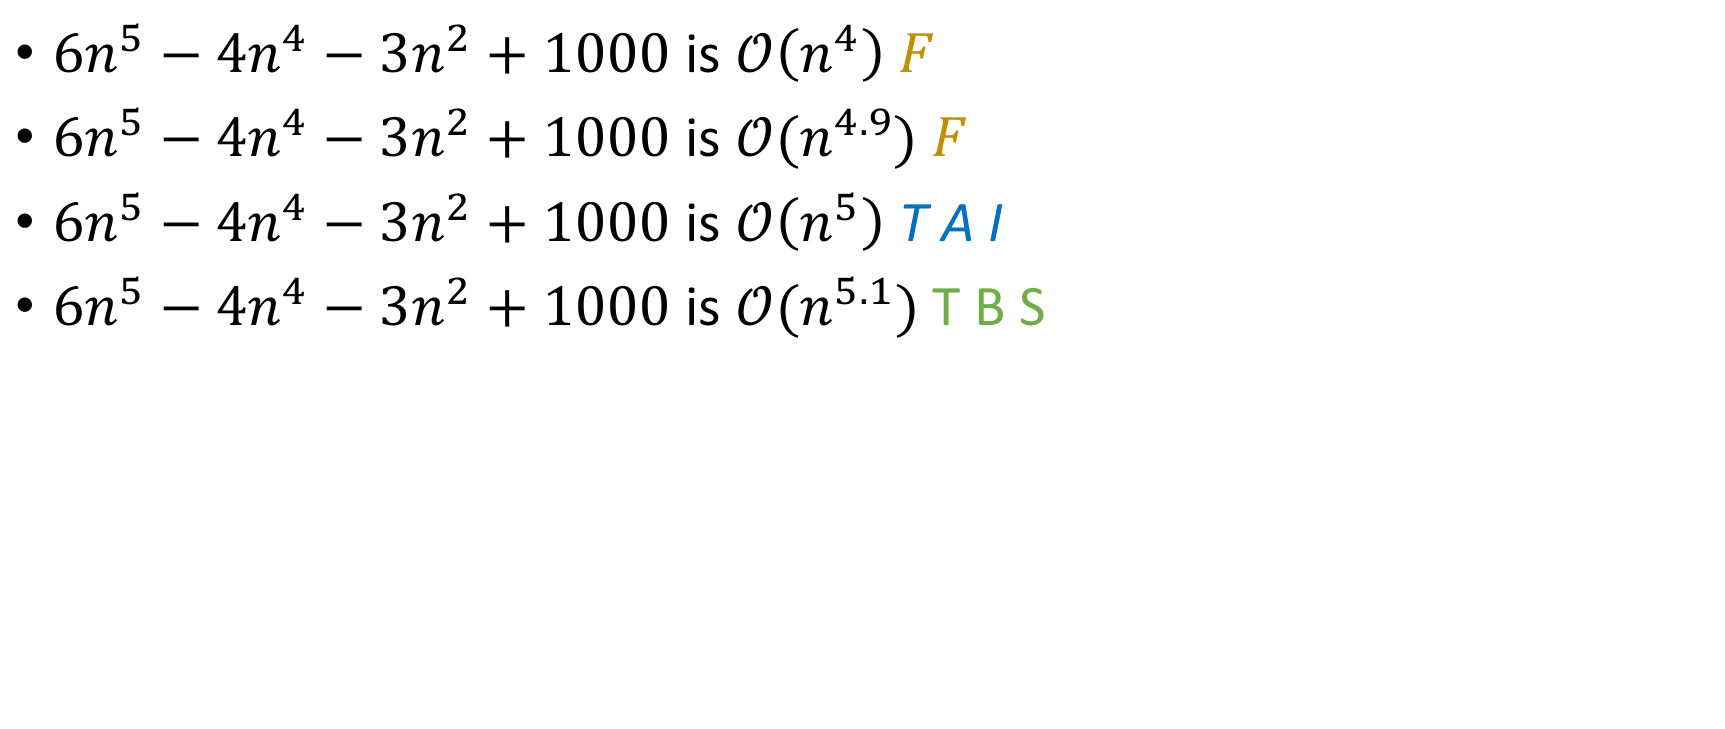 • 6n⁵ − 4n⁴ − 3n² + 1000 is 𝒪(n⁴) F
• 6n⁵ − 4n⁴ − 3n² + 1000 is 𝒪(n⁴·⁹) F
• 6n⁵ − 4n⁴ − 3n² + 1000 is 𝒪(n⁵) T A I
• 6n⁵ − 4n⁴ − 3n² + 1000 is 𝒪(n⁵·¹) T B S